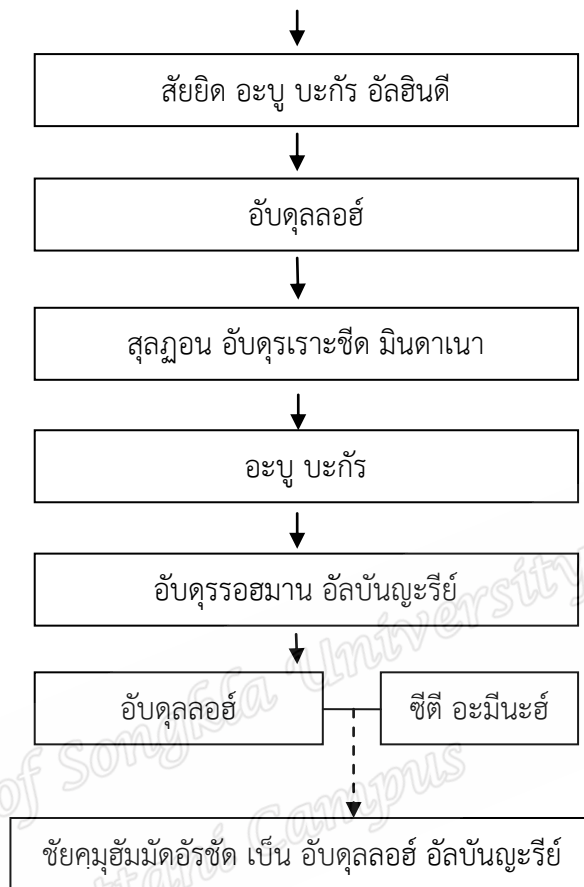 สัยยิด อะบู บะกัร อัลฮินดี
อับดุลลอฮ์
สุลฏอน อับดุรเราะชีด มินดาเนา
อะบู บะกัร
อับดุรรอฮมาน อัลบันญะรีย์
อับดุลลอฮ์ ซีตี อะมีนะฮ์
ชัยคฺมุฮัมมัดอัรชัด เบ็น อับดุลลอฮ์ อัลบันญะรีย์
of Songkla University
Pattani Campus